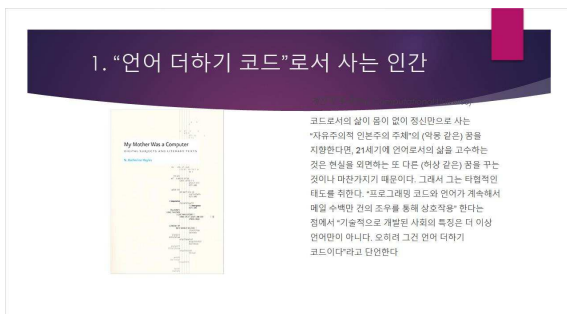 1. “언어 더하기 코드”로서 사는 인간
My Mother Was a Computer
DIGITAL SUBJECTS AND LITERARY TEXTS
N. Katherine Hayles
코드로서의 삶이 몸이 없이 정신만으로 사는
“자유주의적 인본주의 주체”의 (악몽 같은) 꿈을
지향한다면, 21세기에 언어로서의 삶을 고수하는
것은 현실을 외면하는 또 다른 (허상 같은) 꿈을 꾸는
것이나 마찬가지기 때문이다. 그래서 그는 타협적인
태도를 취한다. “프로그래밍 코드와 언어가 계속해서
매일 수백만 건의 조우를 통해 상호작용” 한다는
점에서 “기술적으로 개발된 사회의 특징은 더 이상
언어만이 아니다. 오히려 그건 언어 더하기
코드이다”라고 단언한다